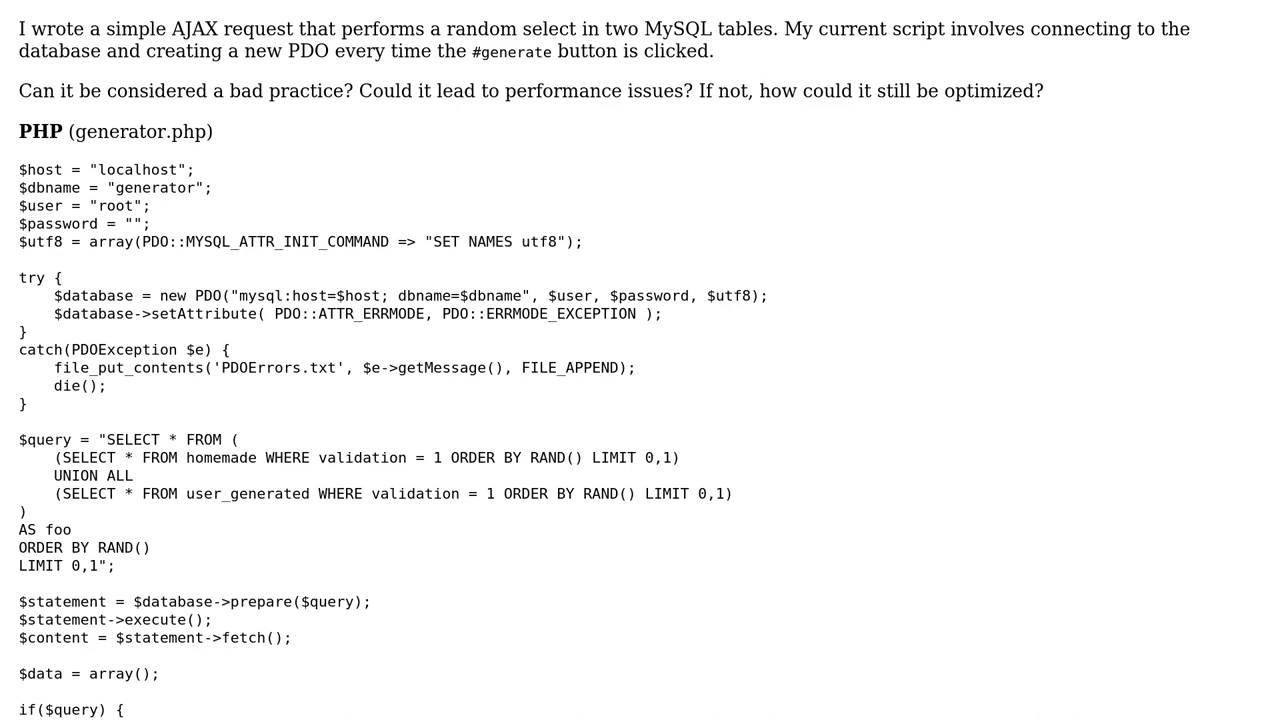 I wrote a simple AJAX request that performs a random select in two MySQL tables. My current script involves connecting to the
database and creating a new PDO every time the #generate button is clicked.
Can it be considered a bad practice? Could it lead to performance issues? If not, how could it still be optimized?
PHP (generator.php)
$host = "localhost";
$dbname = "generator";
$user = "root";
$password = "";
$utf8 = array(PDO::MYSQL_ATTR_INIT_COMMAND => "SET NAMES utf8");
try {
    $database = new PDO("mysql:host=$host; dbname=$dbname", $user, $password, $utf8);
    $database->setAttribute( PDO::ATTR_ERRMODE, PDO::ERRMODE_EXCEPTION );
}
catch(PDOException $e) {
    file_put_contents('PDOErrors.txt', $e->getMessage(), FILE_APPEND);
    die();
}
$query = "SELECT * FROM (
    (SELECT * FROM homemade WHERE validation = 1 ORDER BY RAND() LIMIT 0,1)
    UNION ALL
    (SELECT * FROM user_generated WHERE validation = 1 ORDER BY RAND() LIMIT 0,1)
)
AS foo
ORDER BY RAND()
LIMIT 0,1";
$statement = $database->prepare($query);
$statement->execute();
$content = $statement->fetch();
$data = array();
if($query) {